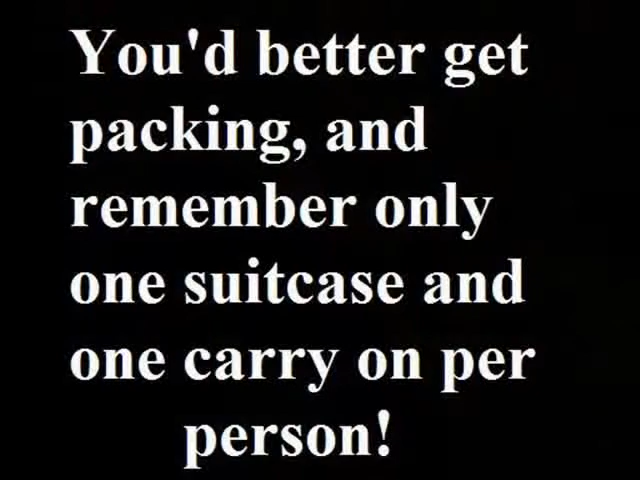 You'd better get
packing, and
remember only
one suitcase and
one carry on per
person!